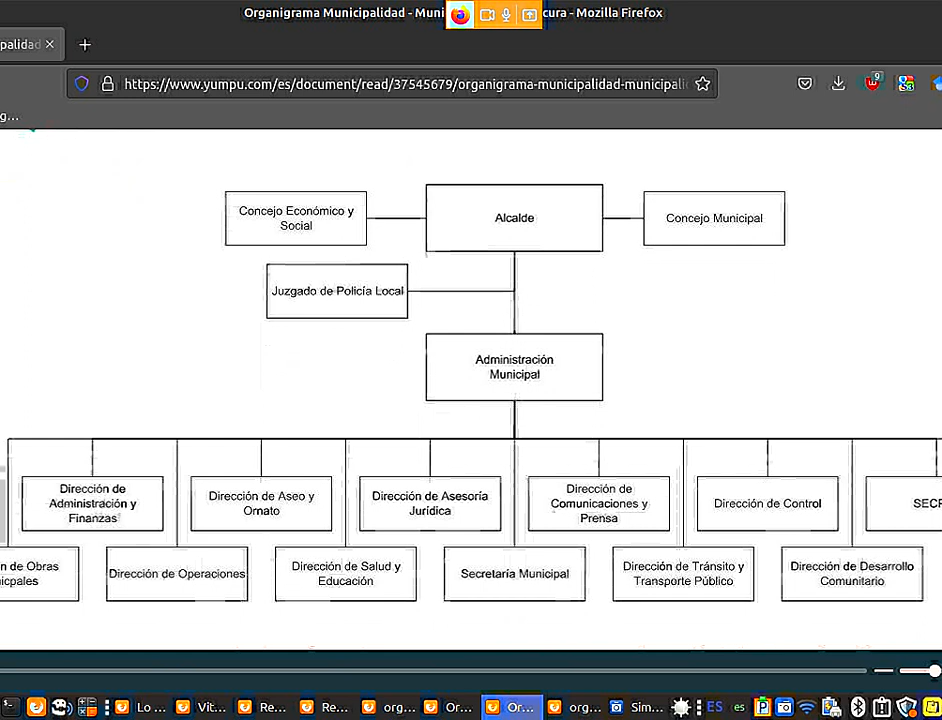 Organigrama Municipalidad - Muni
cura - Mozilla Firefox
palidad
https://www.yumpu.com/es/document/read/37545679/organigrama-municipalidad-municipali
9
g...
Concejo Económico y
Social
Alcalde
Concejo Municipal
Juzgado de Policía Local
Administración
Municipal
Dirección de
Administración y
Finanzas
Dirección de Aseo y
Ornato
Dirección de Asesoría
Jurídica
Dirección de
Comunicaciones y
Prensa
Dirección de Control
SECP
n de Obras
icpales
Dirección de Operaciones
Dirección de Salud y
Educación
Secretaría Municipal
Dirección de Tránsito y
Transporte Público
Dirección de Desarrollo
Comunitario
Lo ...
Vit...
Re...
Re...
org...
Or...
Or...
org...
Sim...
ES
es